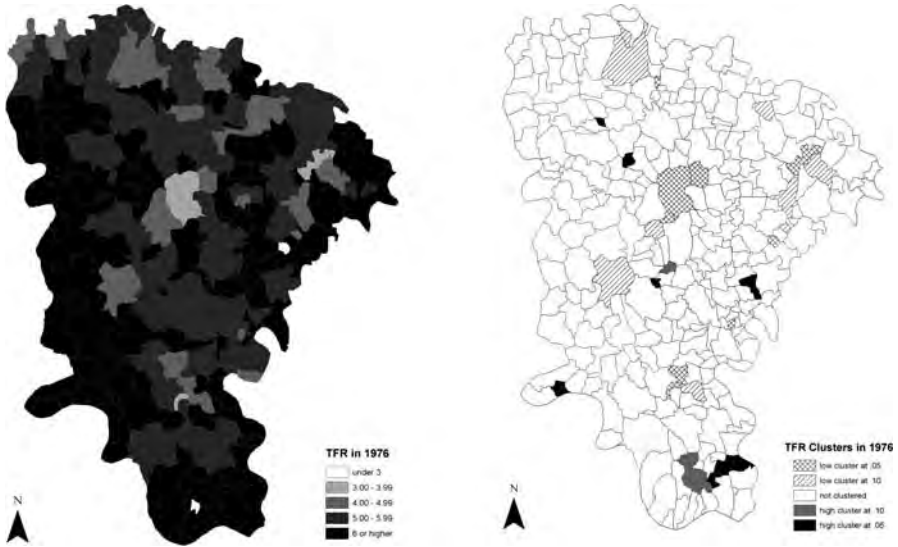 TFR in 1976
under 3
3.00 - 3.99
4.00 - 4.99
5.00 - 5.99
6 or higher
N
TFR Clusters in 1976
low cluster at .05
low cluster at .10
not clustered
high cluster at .10
high cluster at .05
N